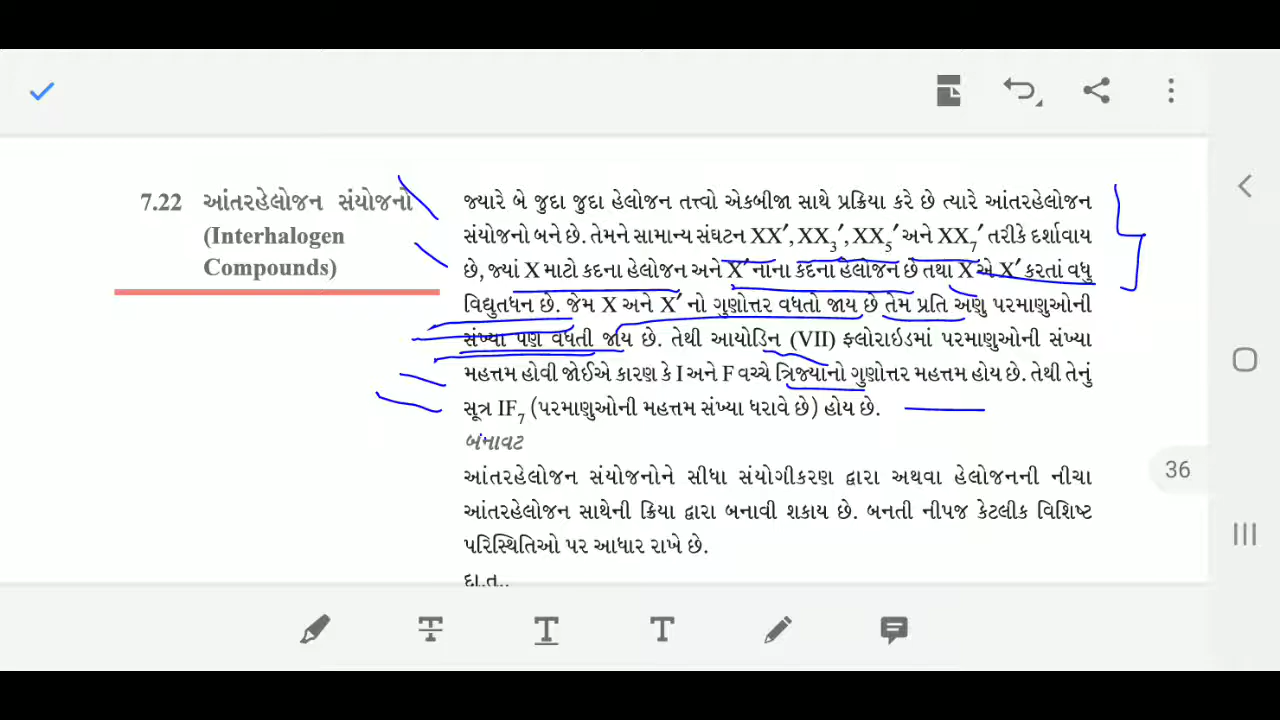 7.22 આંતરહેલોજન સંયોજનો
(Interhalogen
Compounds)
જ્યારે બે જુદા જુદા હેલોજન તત્ત્વો એકબીજા સાથે પ્રક્રિયા કરે છે ત્યારે આંતરહેલોજન
સંયોજનો બને છે. તેમને સામાન્ય સંઘટન XX′, XX₃′, XX₅′ અને XX₇′ તરીકે દર્શાવાય
છે, જ્યાં X માટો કદના હેલોજન અને X′ નાના કદના હેલોજન છે તથા X એ X′ કરતાં વધુ
વિદ્યુતધન છે. જેમ X અને X′ નો ગુણોત્તર વધતો જાય છે તેમ પ્રતિ અણુ પરમાણુઓની
સંખ્યા પણ વધતી જાય છે. તેથી આયોડિન (VII) ફ્લોરાઇડમાં પરમાણુઓની સંખ્યા
મહત્તમ હોવી જોઈએ કારણ કે I અને F વચ્ચે ત્રિજ્યાનો ગુણોત્તર મહત્તમ હોય છે. તેથી તેનું
સૂત્ર IF₇ (પરમાણુઓની મહત્તમ સંખ્યા ધરાવે છે) હોય છે.
બનાવટ
આંતરહેલોજન સંયોજનોને સીધા સંયોગીકરણ દ્વારા અથવા હેલોજનની નીચા
આંતરહેલોજન સાથેની ક્રિયા દ્વારા બનાવી શકાય છે. બનતી નીપજ કેટલીક વિશિષ્ટ
પરિસ્થિતિઓ પર આધાર રાખે છે.
દા.ત.,
36
T T T